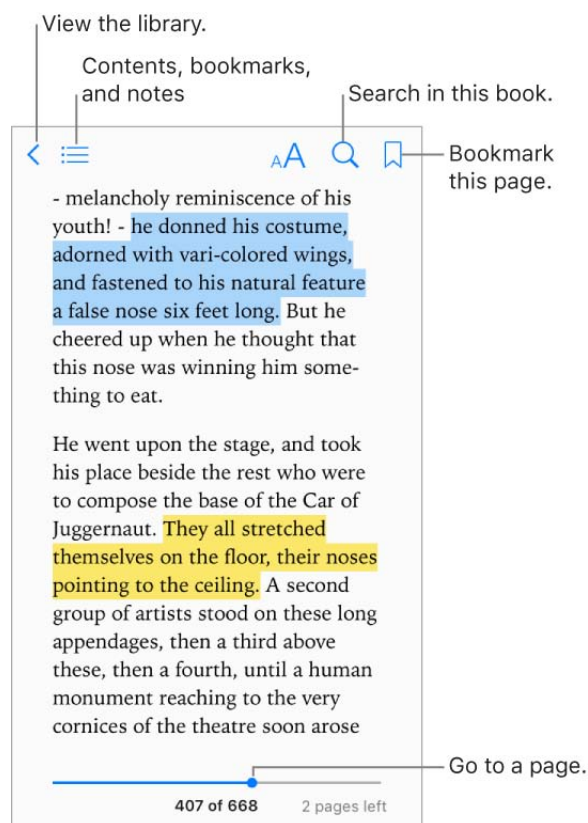 View the library.
Contents, bookmarks,
and notes
Search in this book.
AA
Bookmark
this page.
- melancholy reminiscence of his
youth! - he donned his costume,
adorned with vari-colored wings,
and fastened to his natural feature
a false nose six feet long. But he
cheered up when he thought that
this nose was winning him some-
thing to eat.
He went upon the stage, and took
his place beside the rest who were
to compose the base of the Car of
Juggernaut. They all stretched
themselves on the floor, their noses
pointing to the ceiling. A second
group of artists stood on these long
appendages, then a third above
these, then a fourth, until a human
monument reaching to the very
cornices of the theatre soon arose
Go to a page.
407 of 668 2 pages left